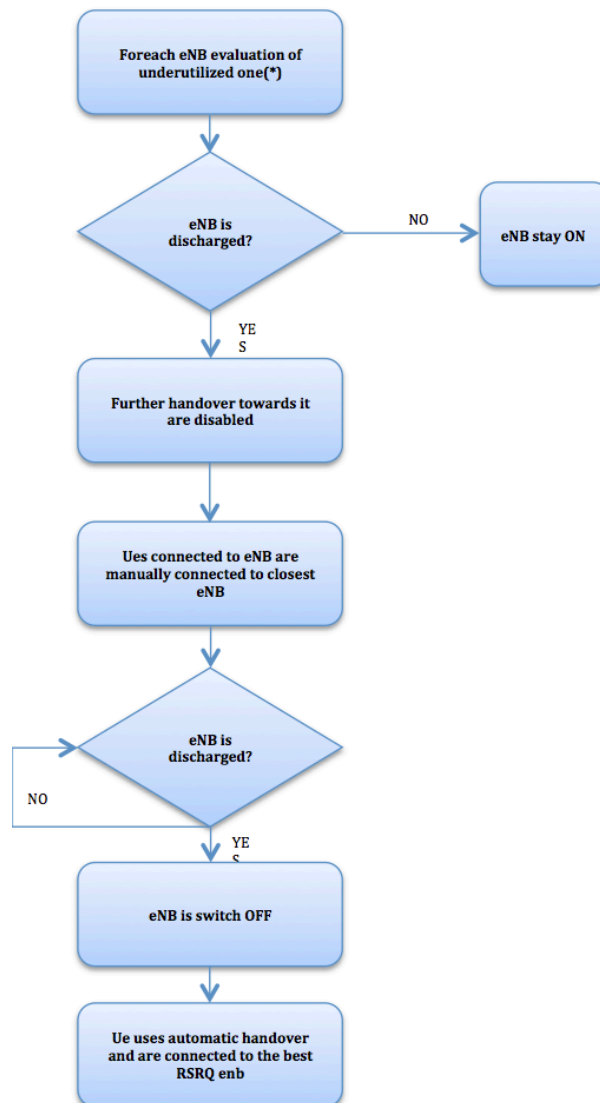 Foreach eNB evaluation of
underutilized one(*)
eNB is
discharged?
NO
eNB stay ON
YE
S
Further handover towards it
are disabled
Ues connected to eNB are
manually connected to closest
eNB
eNB is
discharged?
NO
YE
S
eNB is switch OFF
Ue uses automatic handover
and are connected to the best
RSRQ enb